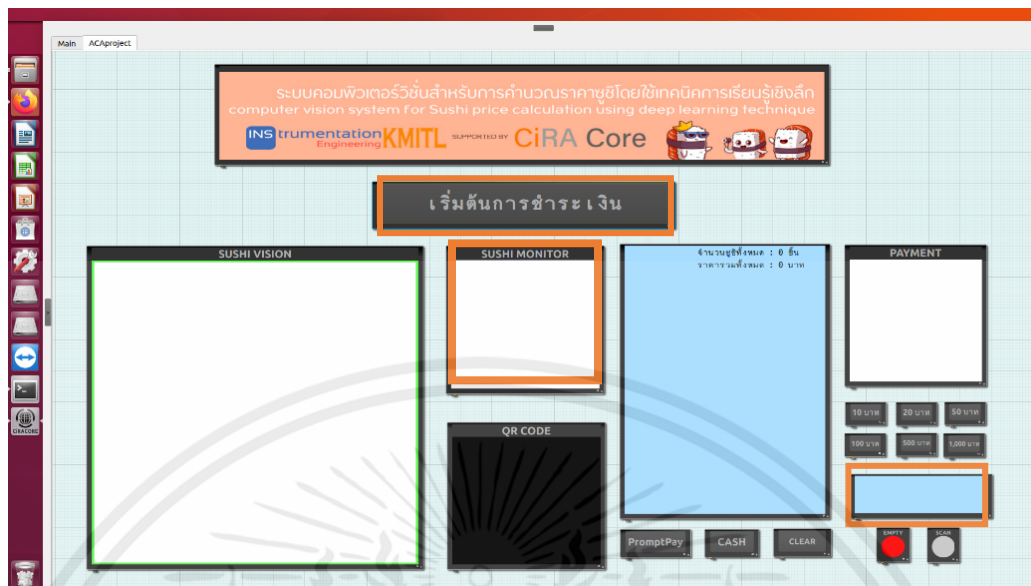 Main ACAproject
ระบบคอมพิวเตอร์วิชั่นสำหรับการคำนวณราคาซูชิโดยใช้เทคนิคการเรียนรู้เชิงลึก
computer vision system for Sushi price calculation using deep learning technique
INS trumentation Engineering KMITL SUPPORTED BY CiRA Core
เริ่มต้นการชำระเงิน
SUSHI VISION
SUSHI MONITOR
จำนวนซูชิทั้งหมด : 0 ชิ้น
ราคารวมทั้งหมด : 0 บาท
PAYMENT
10 บาท 20 บาท 50 บาท
100 บาท 500 บาท 1,000 บาท
QR CODE
PromptPay CASH CLEAR
EMPTY SCAN
CIRACORE